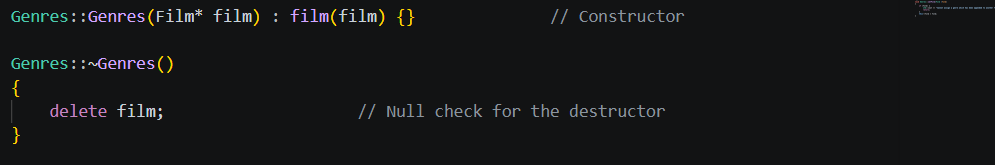 Genres::Genres(Film* film) : film(film) {}             // Constructor
Genres::~Genres()
{
    delete film;                   // Null check for the destructor
}